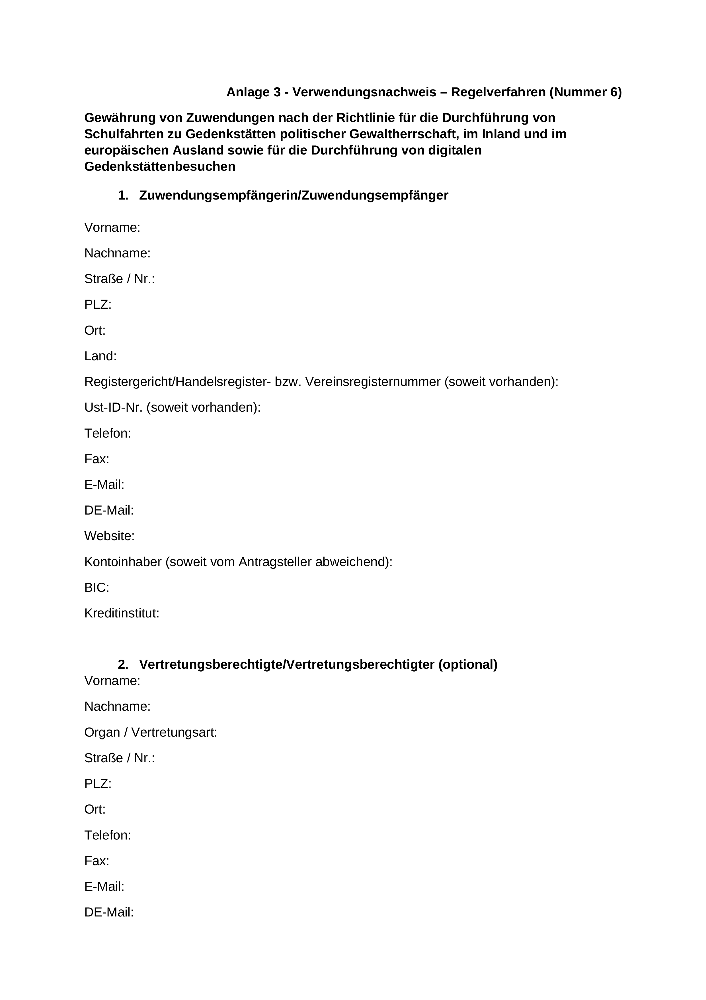 Anlage 3 - Verwendungsnachweis – Regelverfahren (Nummer 6)
Gewährung von Zuwendungen nach der Richtlinie für die Durchführung von
Schulfahrten zu Gedenkstätten politischer Gewaltherrschaft, im Inland und im
europäischen Ausland sowie für die Durchführung von digitalen
Gedenkstättenbesuchen
1. Zuwendungsempfängerin/Zuwendungsempfänger
Vorname:
Nachname:
Straße / Nr.:
PLZ:
Ort:
Land:
Registergericht/Handelsregister- bzw. Vereinsregisternummer (soweit vorhanden):
Ust-ID-Nr. (soweit vorhanden):
Telefon:
Fax:
E-Mail:
DE-Mail:
Website:
Kontoinhaber (soweit vom Antragsteller abweichend):
BIC:
Kreditinstitut:
2. Vertretungsberechtigte/Vertretungsberechtigter (optional)
Vorname:
Nachname:
Organ / Vertretungsart:
Straße / Nr.:
PLZ:
Ort:
Telefon:
Fax:
E-Mail:
DE-Mail: